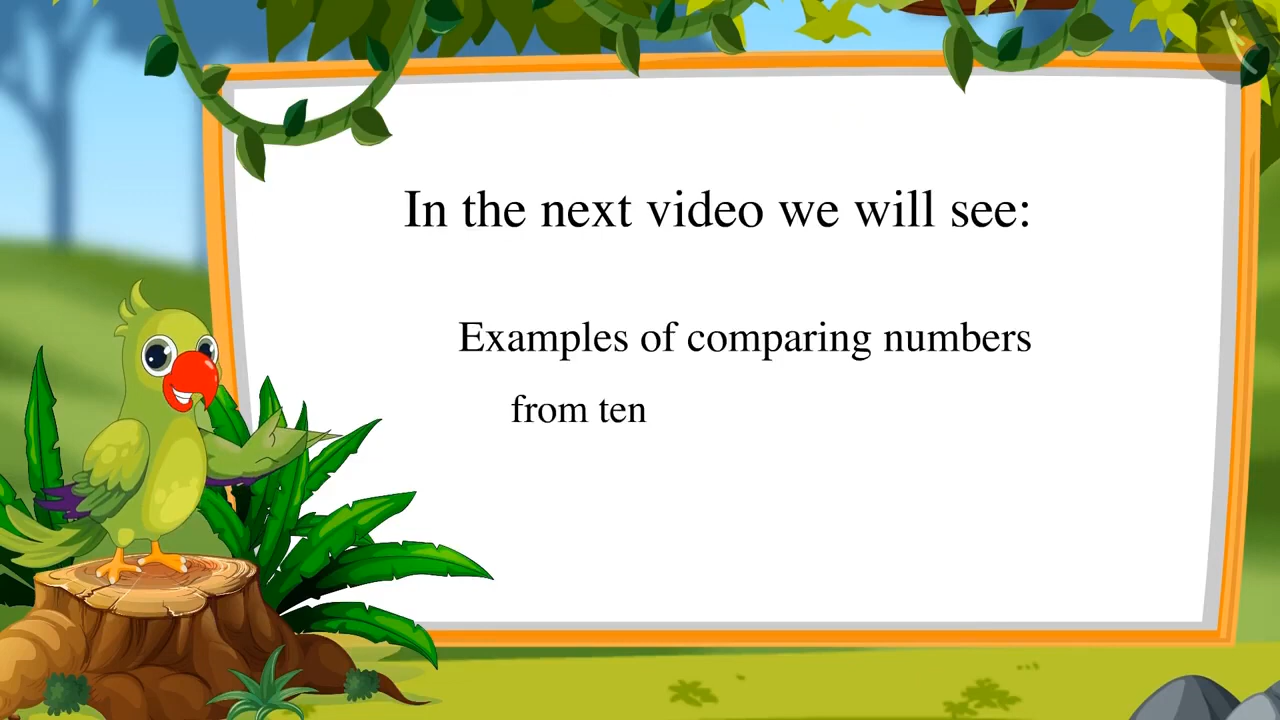 In the next video we will see:
Examples of comparing numbers
from ten